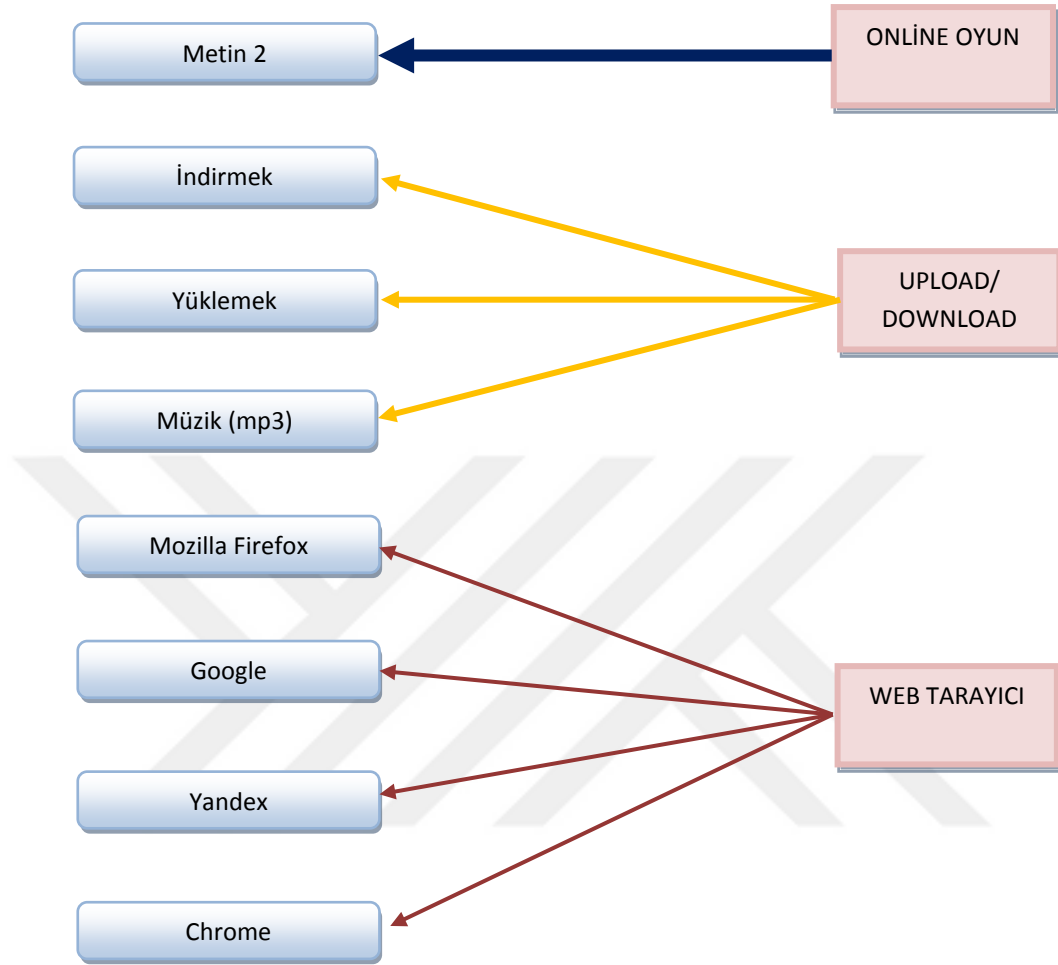 Metin 2
ONLİNE OYUN
İndirmek
Yüklemek
UPLOAD/
DOWNLOAD
Müzik (mp3)
Mozilla Firefox
Google
WEB TARAYICI
Yandex
Chrome